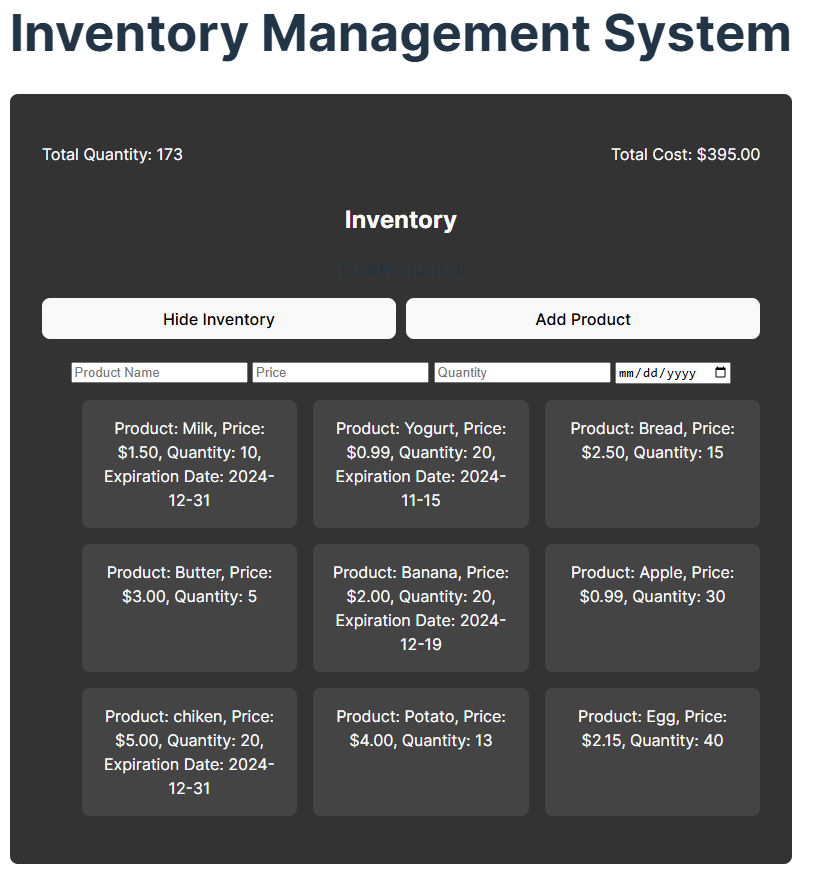 Inventory Management System
Total Quantity: 173
Total Cost: $395.00
Inventory
Hide Inventory
Add Product
Product Name
Price
Quantity
mm/dd/yyyy
Product: Milk, Price:
$1.50, Quantity: 10,
Expiration Date: 2024-
12-31
Product: Yogurt, Price:
$0.99, Quantity: 20,
Expiration Date: 2024-
11-15
Product: Bread, Price:
$2.50, Quantity: 15
Product: Butter, Price:
$3.00, Quantity: 5
Product: Banana, Price:
$2.00, Quantity: 20,
Expiration Date: 2024-
12-19
Product: Apple, Price:
$0.99, Quantity: 30
Product: chiken, Price:
$5.00, Quantity: 20,
Expiration Date: 2024-
12-31
Product: Potato, Price:
$4.00, Quantity: 13
Product: Egg, Price:
$2.15, Quantity: 40